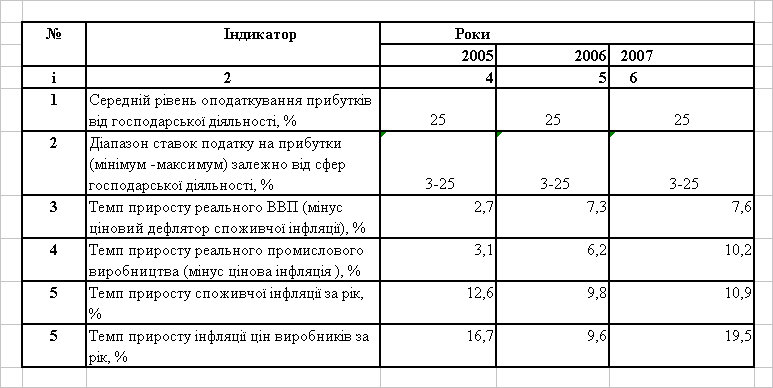 № Індикатор Роки
2005 2006 2007
і 2 4 5 6
1 Середній рівень оподаткування прибутків
від господарської діяльності, % 25 25 25
2 Діапазон ставок податку на прибутки
(мінімум -максимум) залежно від сфер
господарської діяльності, % 3-25 3-25 3-25
3 Темп приросту реального ВВП (мінус 2,7 7,3 7,6
ціновий дефлятор споживчої інфляції), %
4 Темп приросту реального промислового 3,1 6,2 10,2
виробництва (мінус цінова інфляція ), %
5 Темп приросту споживчої інфляції за рік, 12,6 9,8 10,9
%
5 Темп приросту інфляції цін виробників за 16,7 9,6 19,5
рік, %